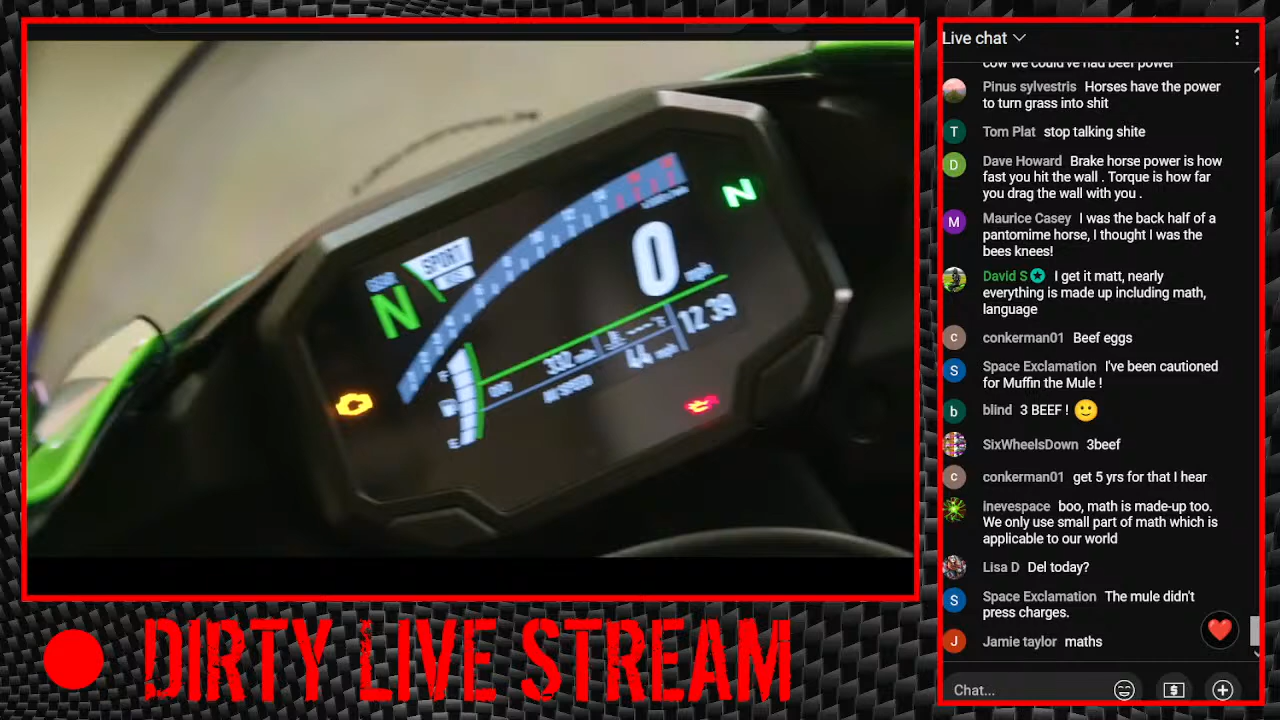 SPORT
N
N
0
mph
12:39
332
44 mph
F
E
DIRTY LIVE STREAM
Live chat
cow we could've had beef power
Pinus sylvestris Horses have the power
to turn grass into shit
T
Tom Plat stop talking shite
D
Dave Howard Brake horse power is how
fast you hit the wall . Torque is how far
you drag the wall with you .
M
Maurice Casey I was the back half of a
pantomime horse, I thought I was the
bees knees!
David S I get it matt, nearly
everything is made up including math,
language
c
conkerman01 Beef eggs
S
Space Exclamation I've been cautioned
for Muffin the Mule !
b
blind 3 BEEF !
SixWheelsDown 3beef
c
conkerman01 get 5 yrs for that I hear
inevespace boo, math is made-up too.
We only use small part of math which is
applicable to our world
Lisa D Del today?
S
Space Exclamation The mule didn't
press charges.
J
Jamie taylor maths
Chat...
$